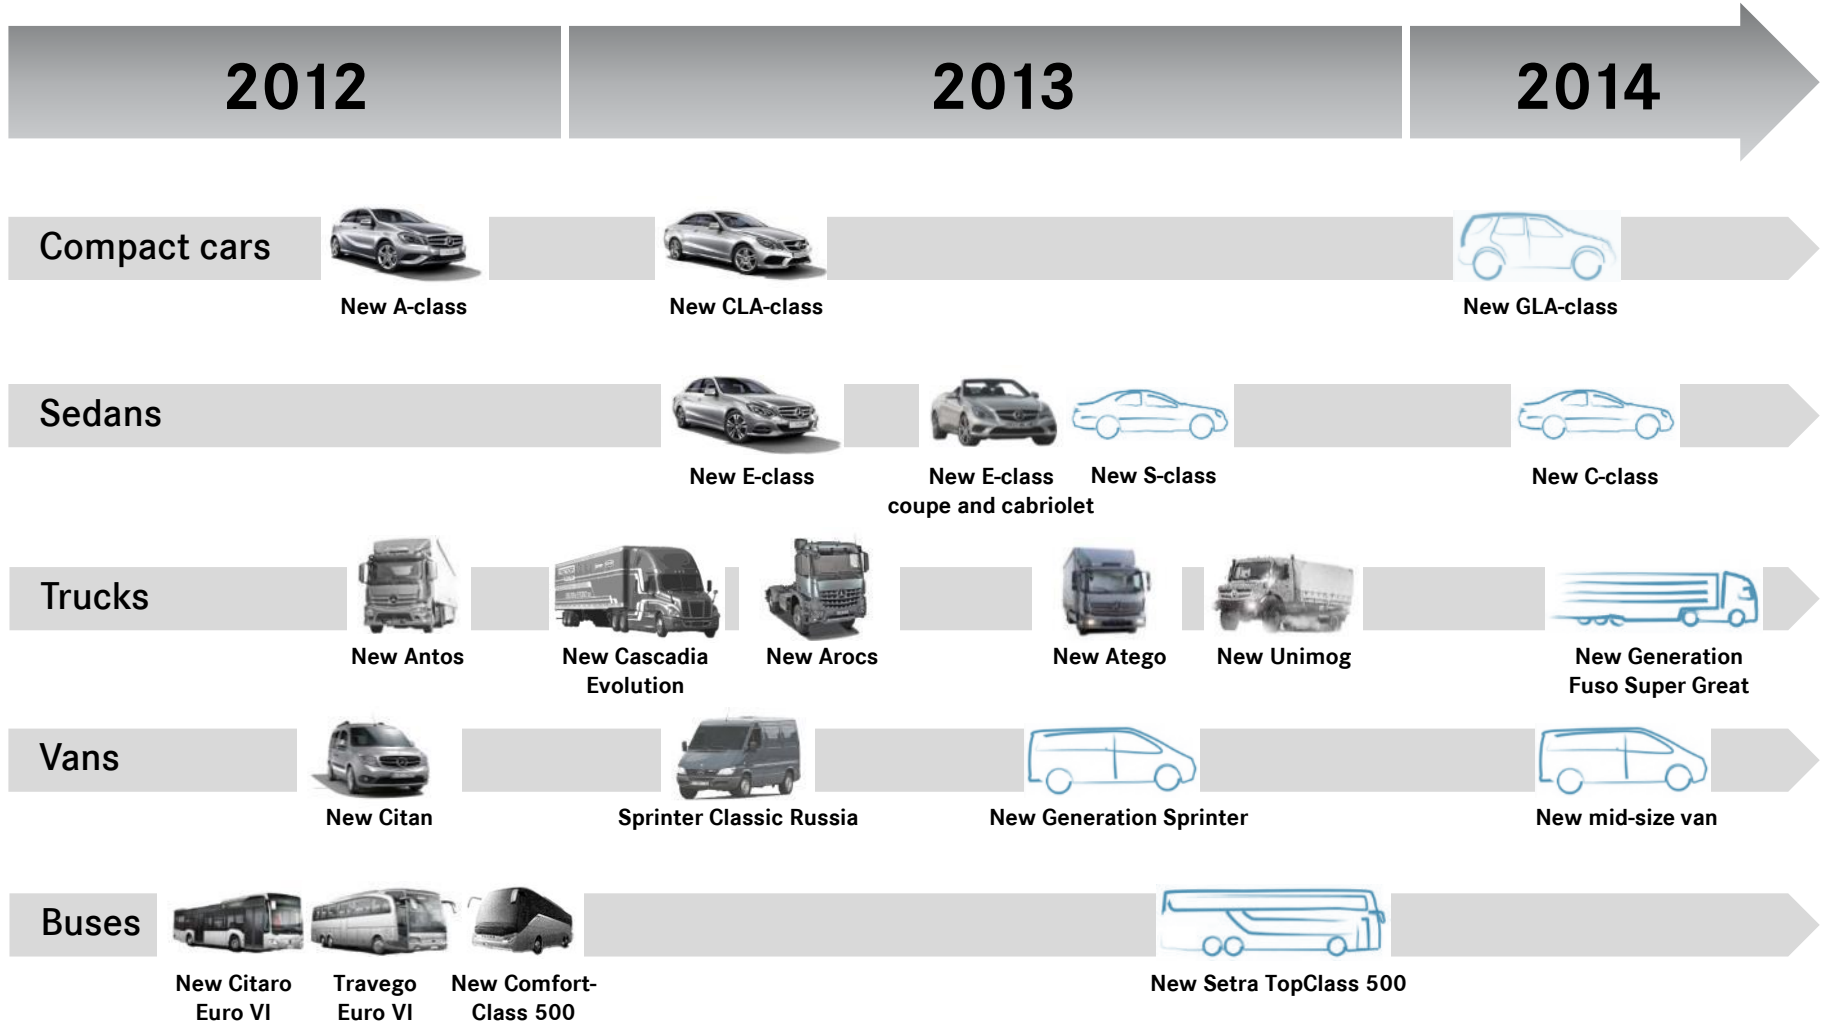 2012
2013
2014
Compact cars
New A-class
New CLA-class
New GLA-class
Sedans
New E-class
New E-class
coupe and cabriolet
New S-class
New C-class
Trucks
New Antos
New Cascadia
Evolution
New Arocs
New Atego
New Unimog
New Generation
Fuso Super Great
Vans
New Citan
Sprinter Classic Russia
New Generation Sprinter
New mid-size van
Buses
New Citaro
Euro VI
Travego
Euro VI
New Comfort-
Class 500
New Setra TopClass 500